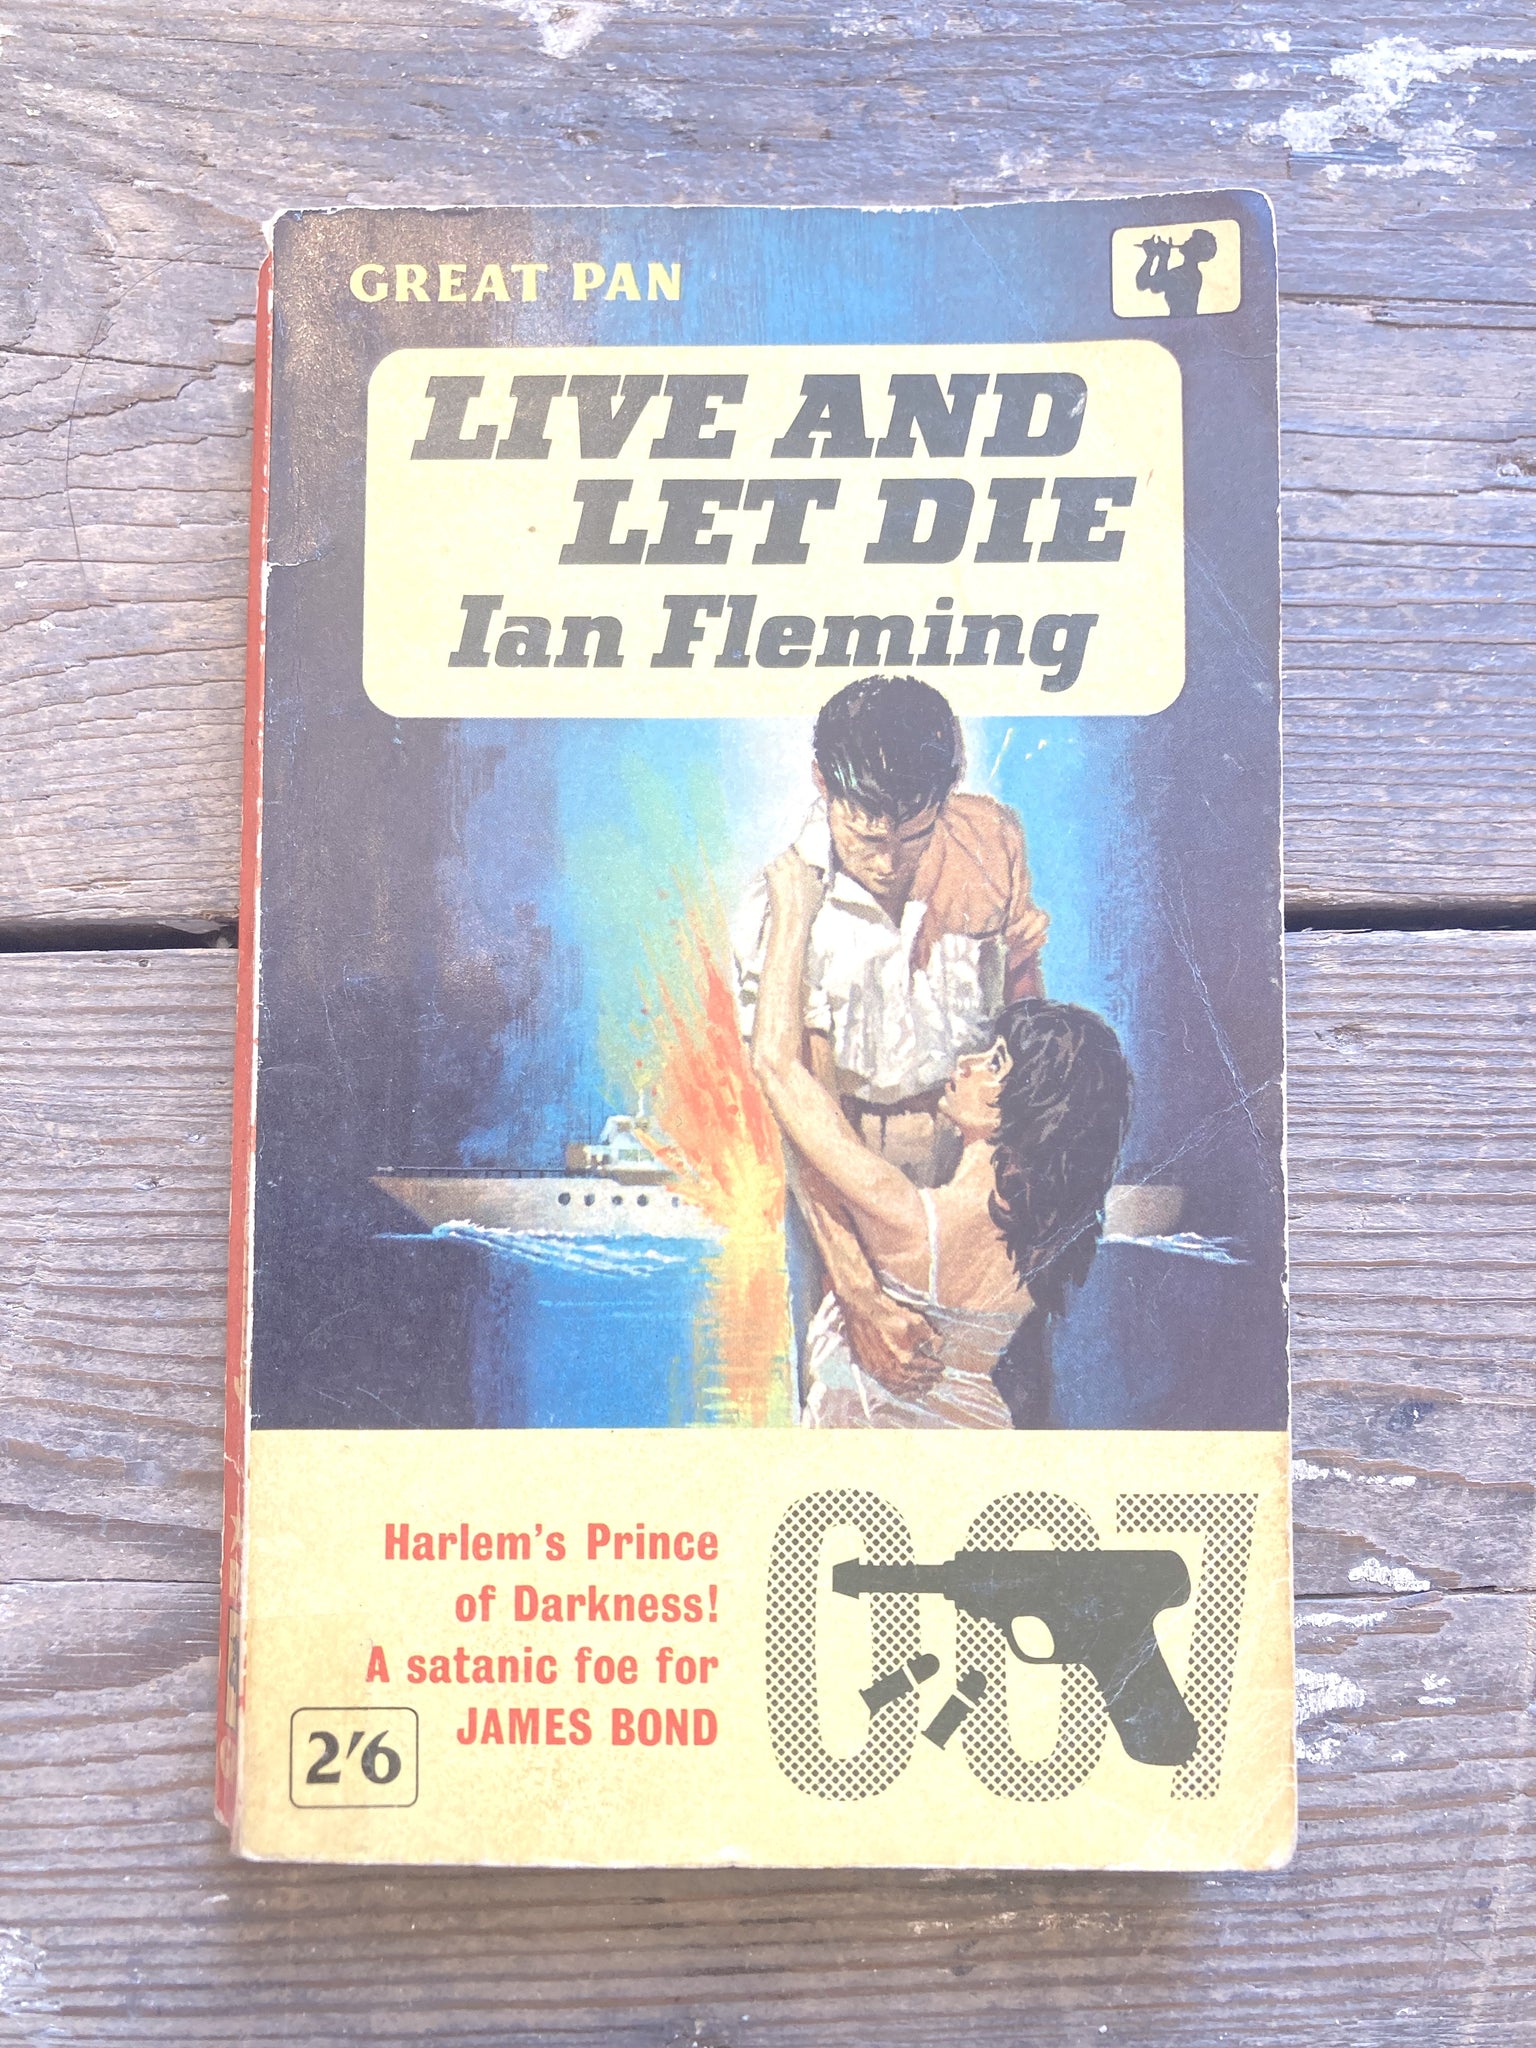 GREAT PAN
LIVE AND
LET DIE
Ian Fleming
Harlem's Prince
of Darkness!
A satanic foe for
JAMES BOND
2'6
007